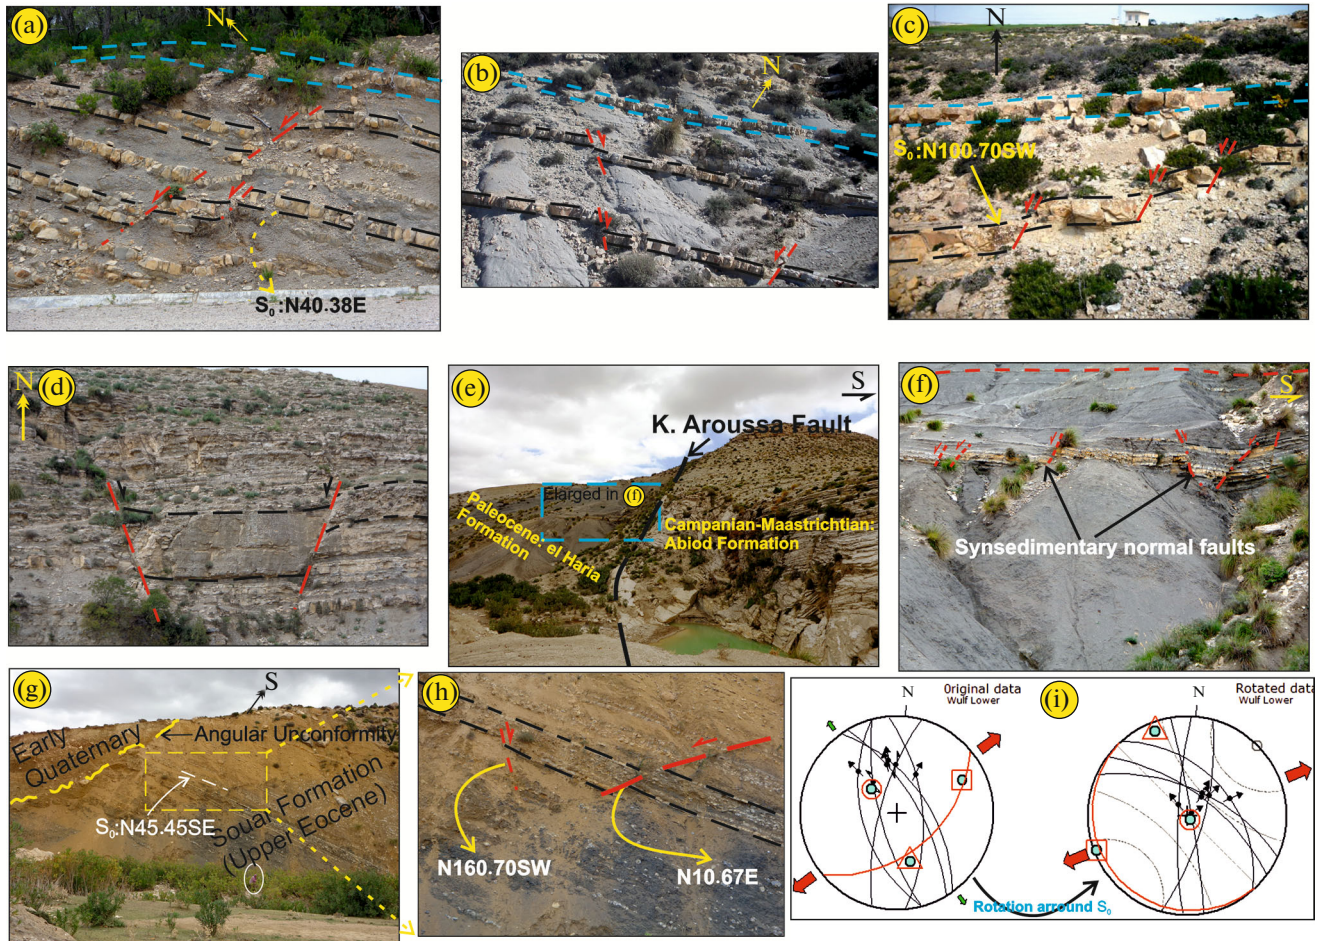 (a)
N
S₀:N40.38E
(b)
N
(c)
N
S₀:N100.70SW
(d)
N
(e)
S
K. Aroussa Fault
Elarged in (f)
Paleocene: el Haria
Formation
Campanian-Maastrichtian:
Abiod Formation
(f)
S
Synsedimentary normal faults
(g)
S
Early
Quaternary
Angular Unconformity
S₀:N45.45SE
Souar Formation
(Upper Eocene)
(h)
N160.70SW
N10.67E
(i)
N
Original data
Wulf Lower
N
Rotated data
Wulf Lower
Rotation arround S₀